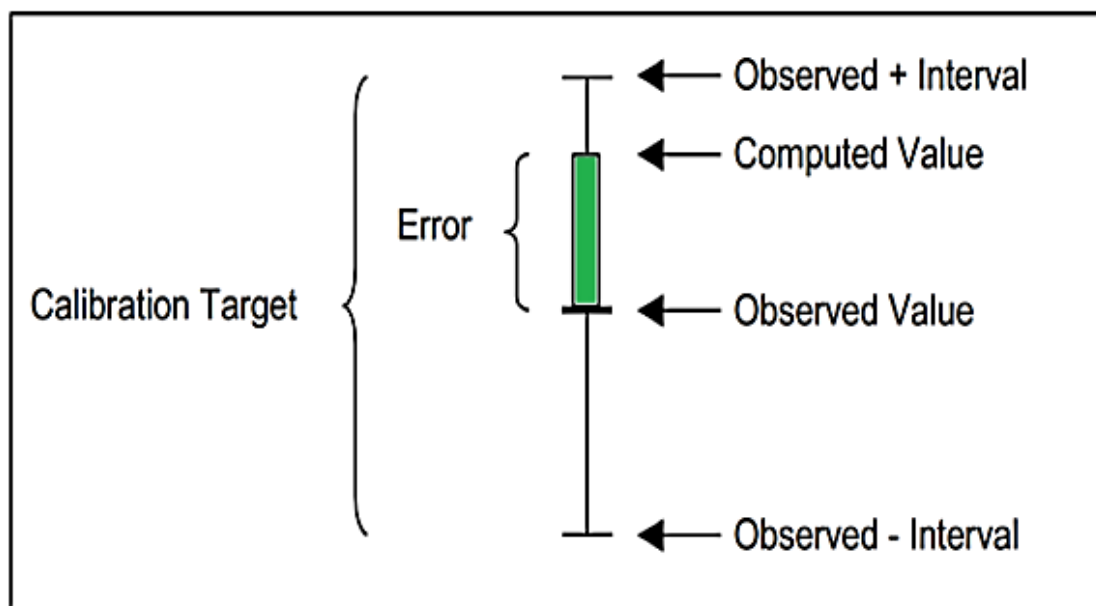 Observed + Interval
Computed Value
Error
Calibration Target
Observed Value
Observed - Interval